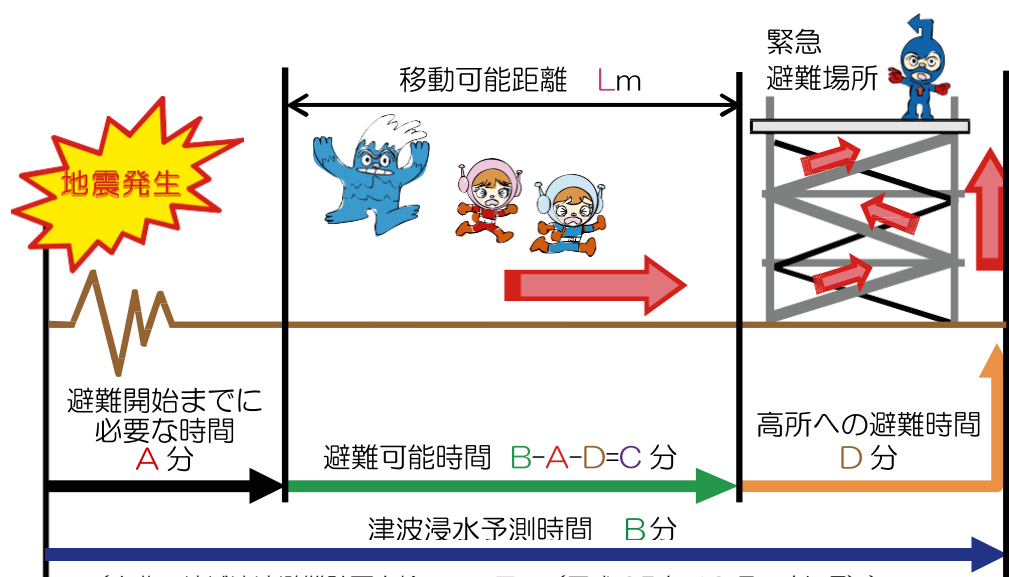 緊急
避難場所
移動可能距離　Lm
地震発生
避難開始までに
必要な時間
A分
避難可能時間　B-A-D=C 分
高所への避難時間
D 分
津波浸水予測時間　B分